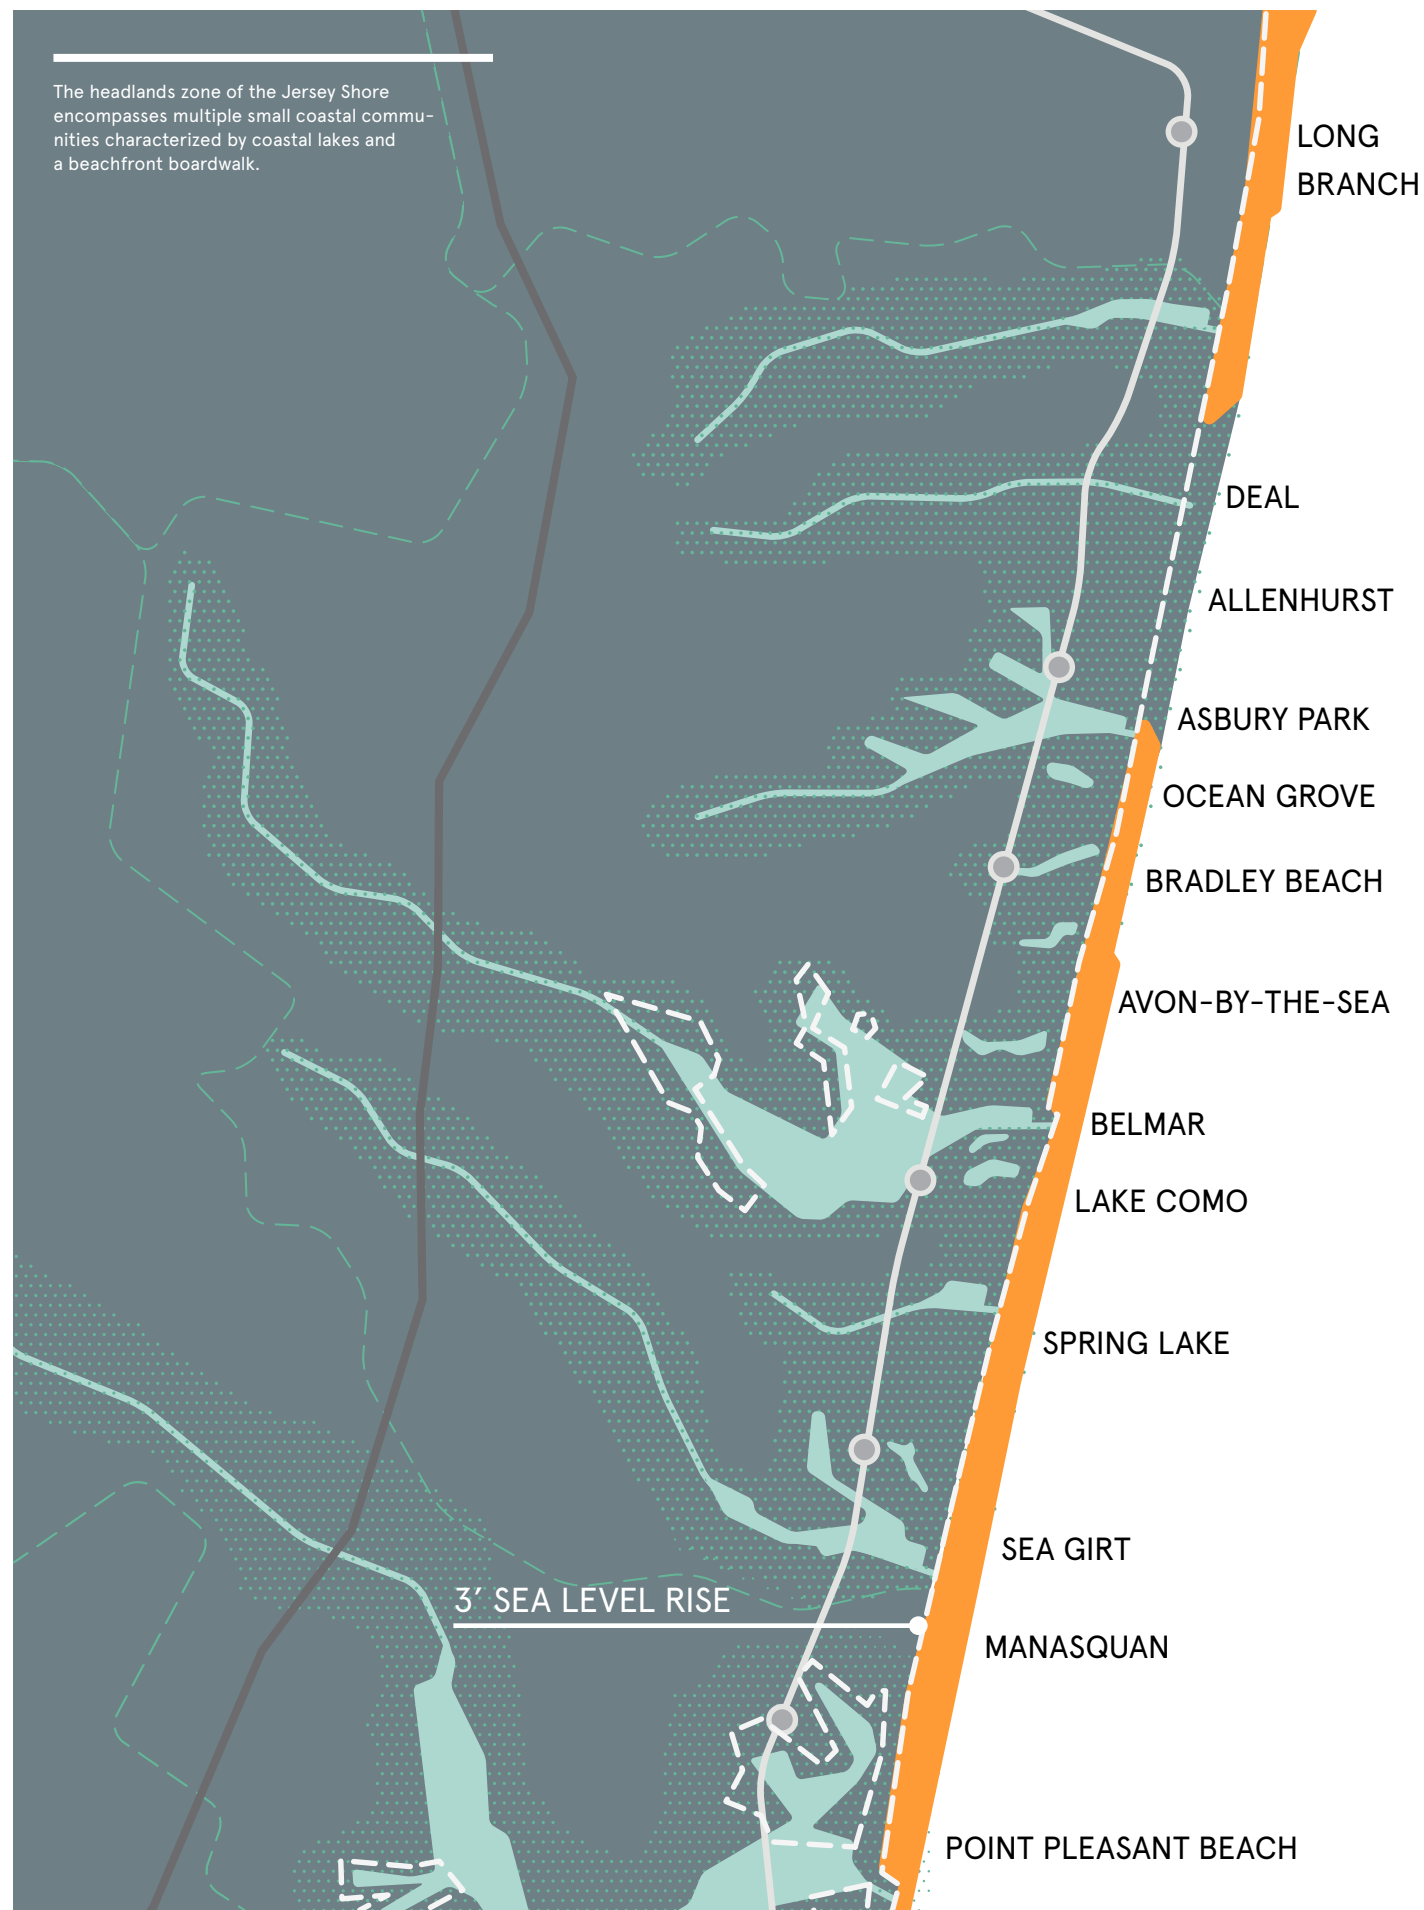 The headlands zone of the Jersey Shore
encompasses multiple small coastal commu-
nities characterized by coastal lakes and
a beachfront boardwalk.
LONG
BRANCH
DEAL
ALLENHURST
ASBURY PARK
OCEAN GROVE
BRADLEY BEACH
AVON-BY-THE-SEA
BELMAR
LAKE COMO
SPRING LAKE
SEA GIRT
3′ SEA LEVEL RISE
MANASQUAN
POINT PLEASANT BEACH